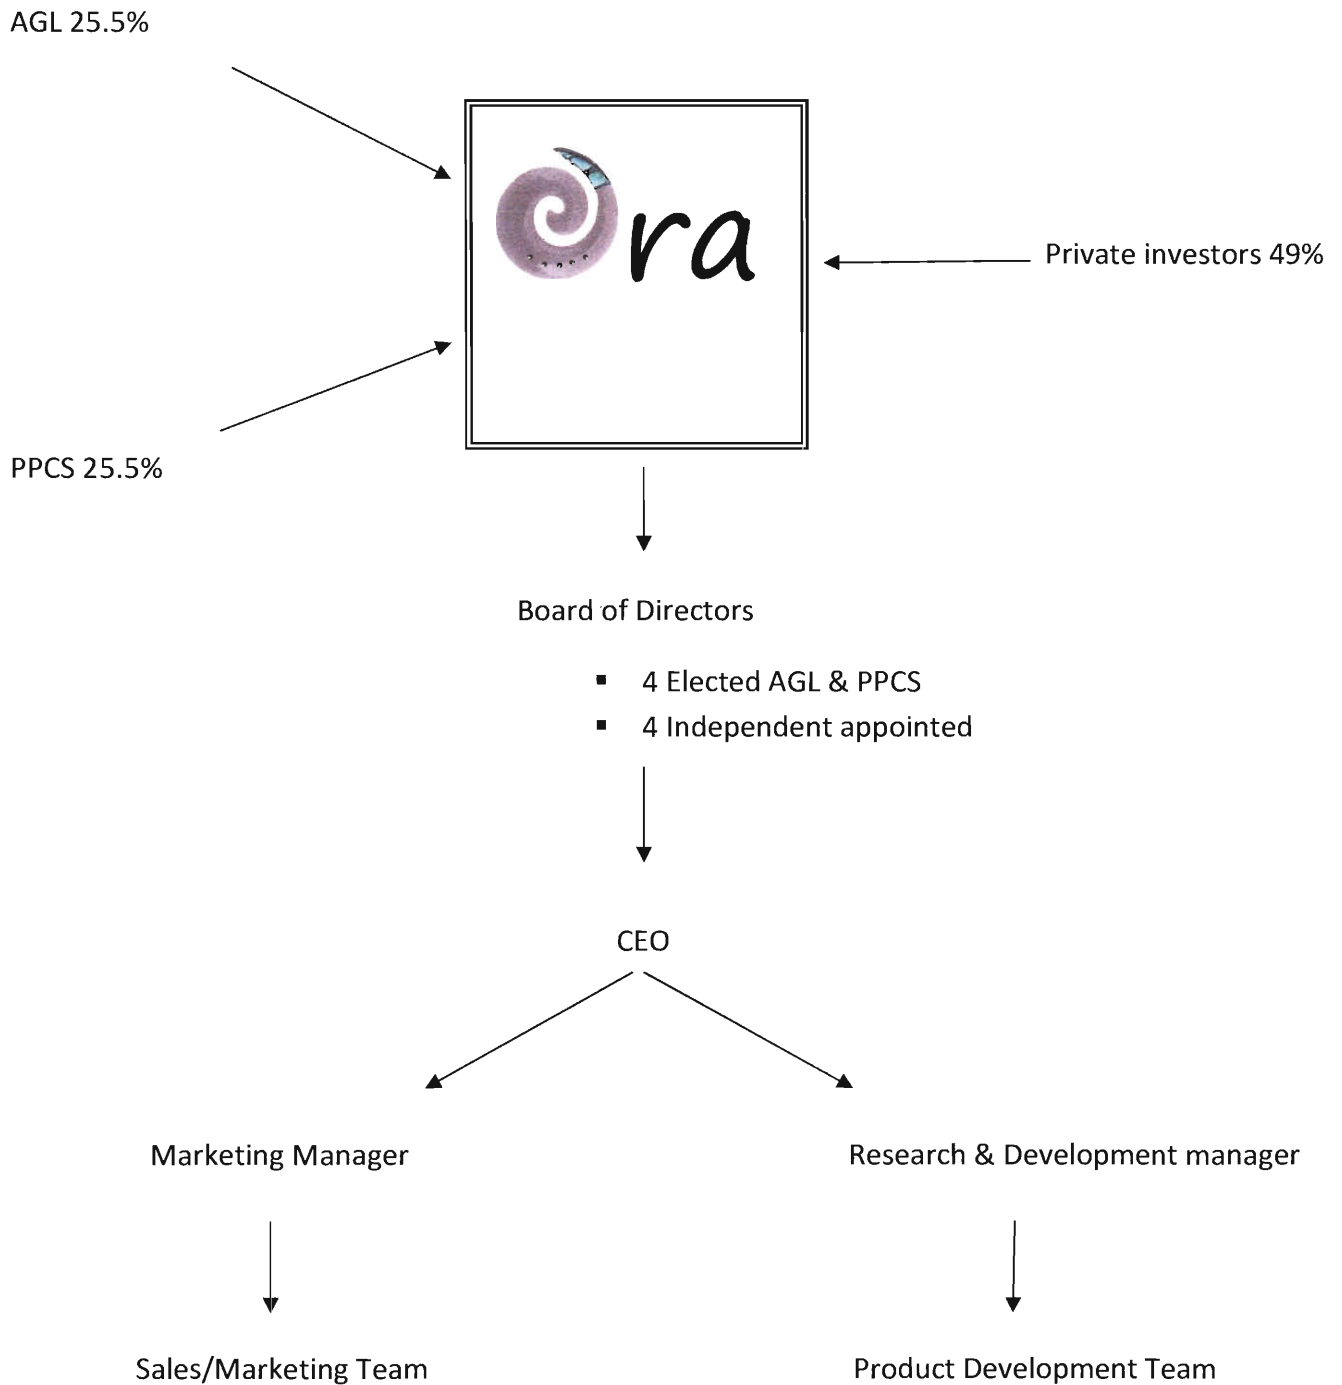 AGL 25.5%
Ora
Private investors 49%
PPCS 25.5%
Board of Directors
▪ 4 Elected AGL & PPCS
▪ 4 Independent appointed
CEO
Marketing Manager
Research & Development manager
Sales/Marketing Team
Product Development Team